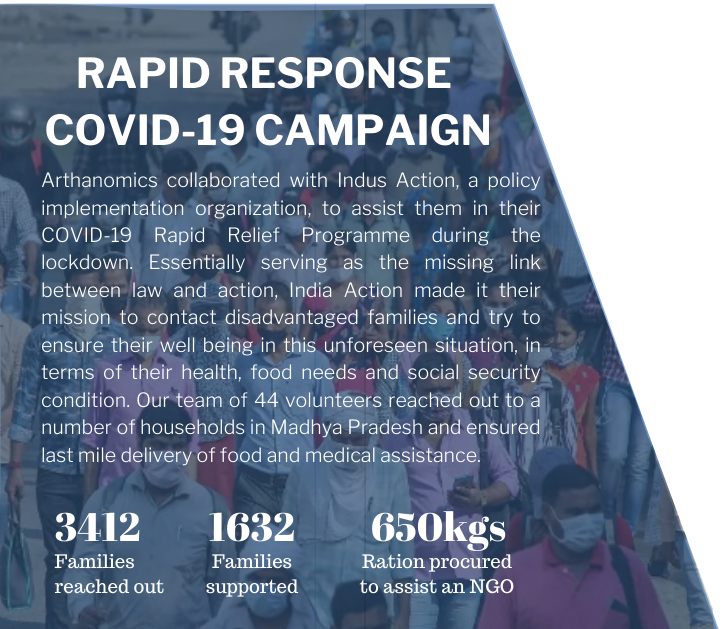 RAPID RESPONSE
COVID-19 CAMPAIGN
Arthanomics collaborated with Indus Action, a policy
implementation organization, to assist them in their
COVID-19 Rapid Relief Programme during the
lockdown. Essentially serving as the missing link
between law and action, India Action made it their
mission to contact disadvantaged families and try to
ensure their well being in this unforeseen situation, in
terms of their health, food needs and social security
condition. Our team of 44 volunteers reached out to a
number of households in Madhya Pradesh and ensured
last mile delivery of food and medical assistance.
3412 1632 650kgs
Families Families Ration procured
reached out supported to assist an NGO